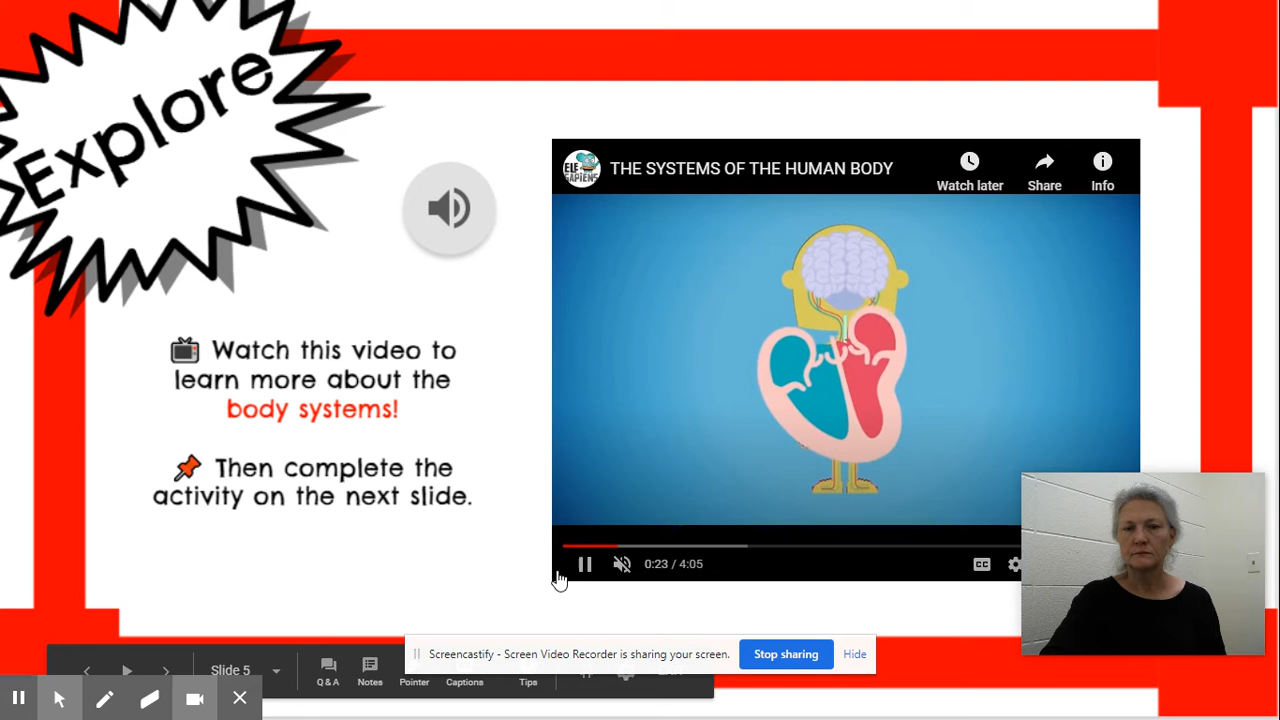 Explore
THE SYSTEMS OF THE HUMAN BODY
Watch later
Share
Info
Watch this video to
learn more about the
body systems!
Then complete the
activity on the next slide.
0:23 / 4:05
CC
Screencastify - Screen Video Recorder is sharing your screen.
Stop sharing
Hide
Slide 5
Q & A
Notes
Pointer
Captions
Tips